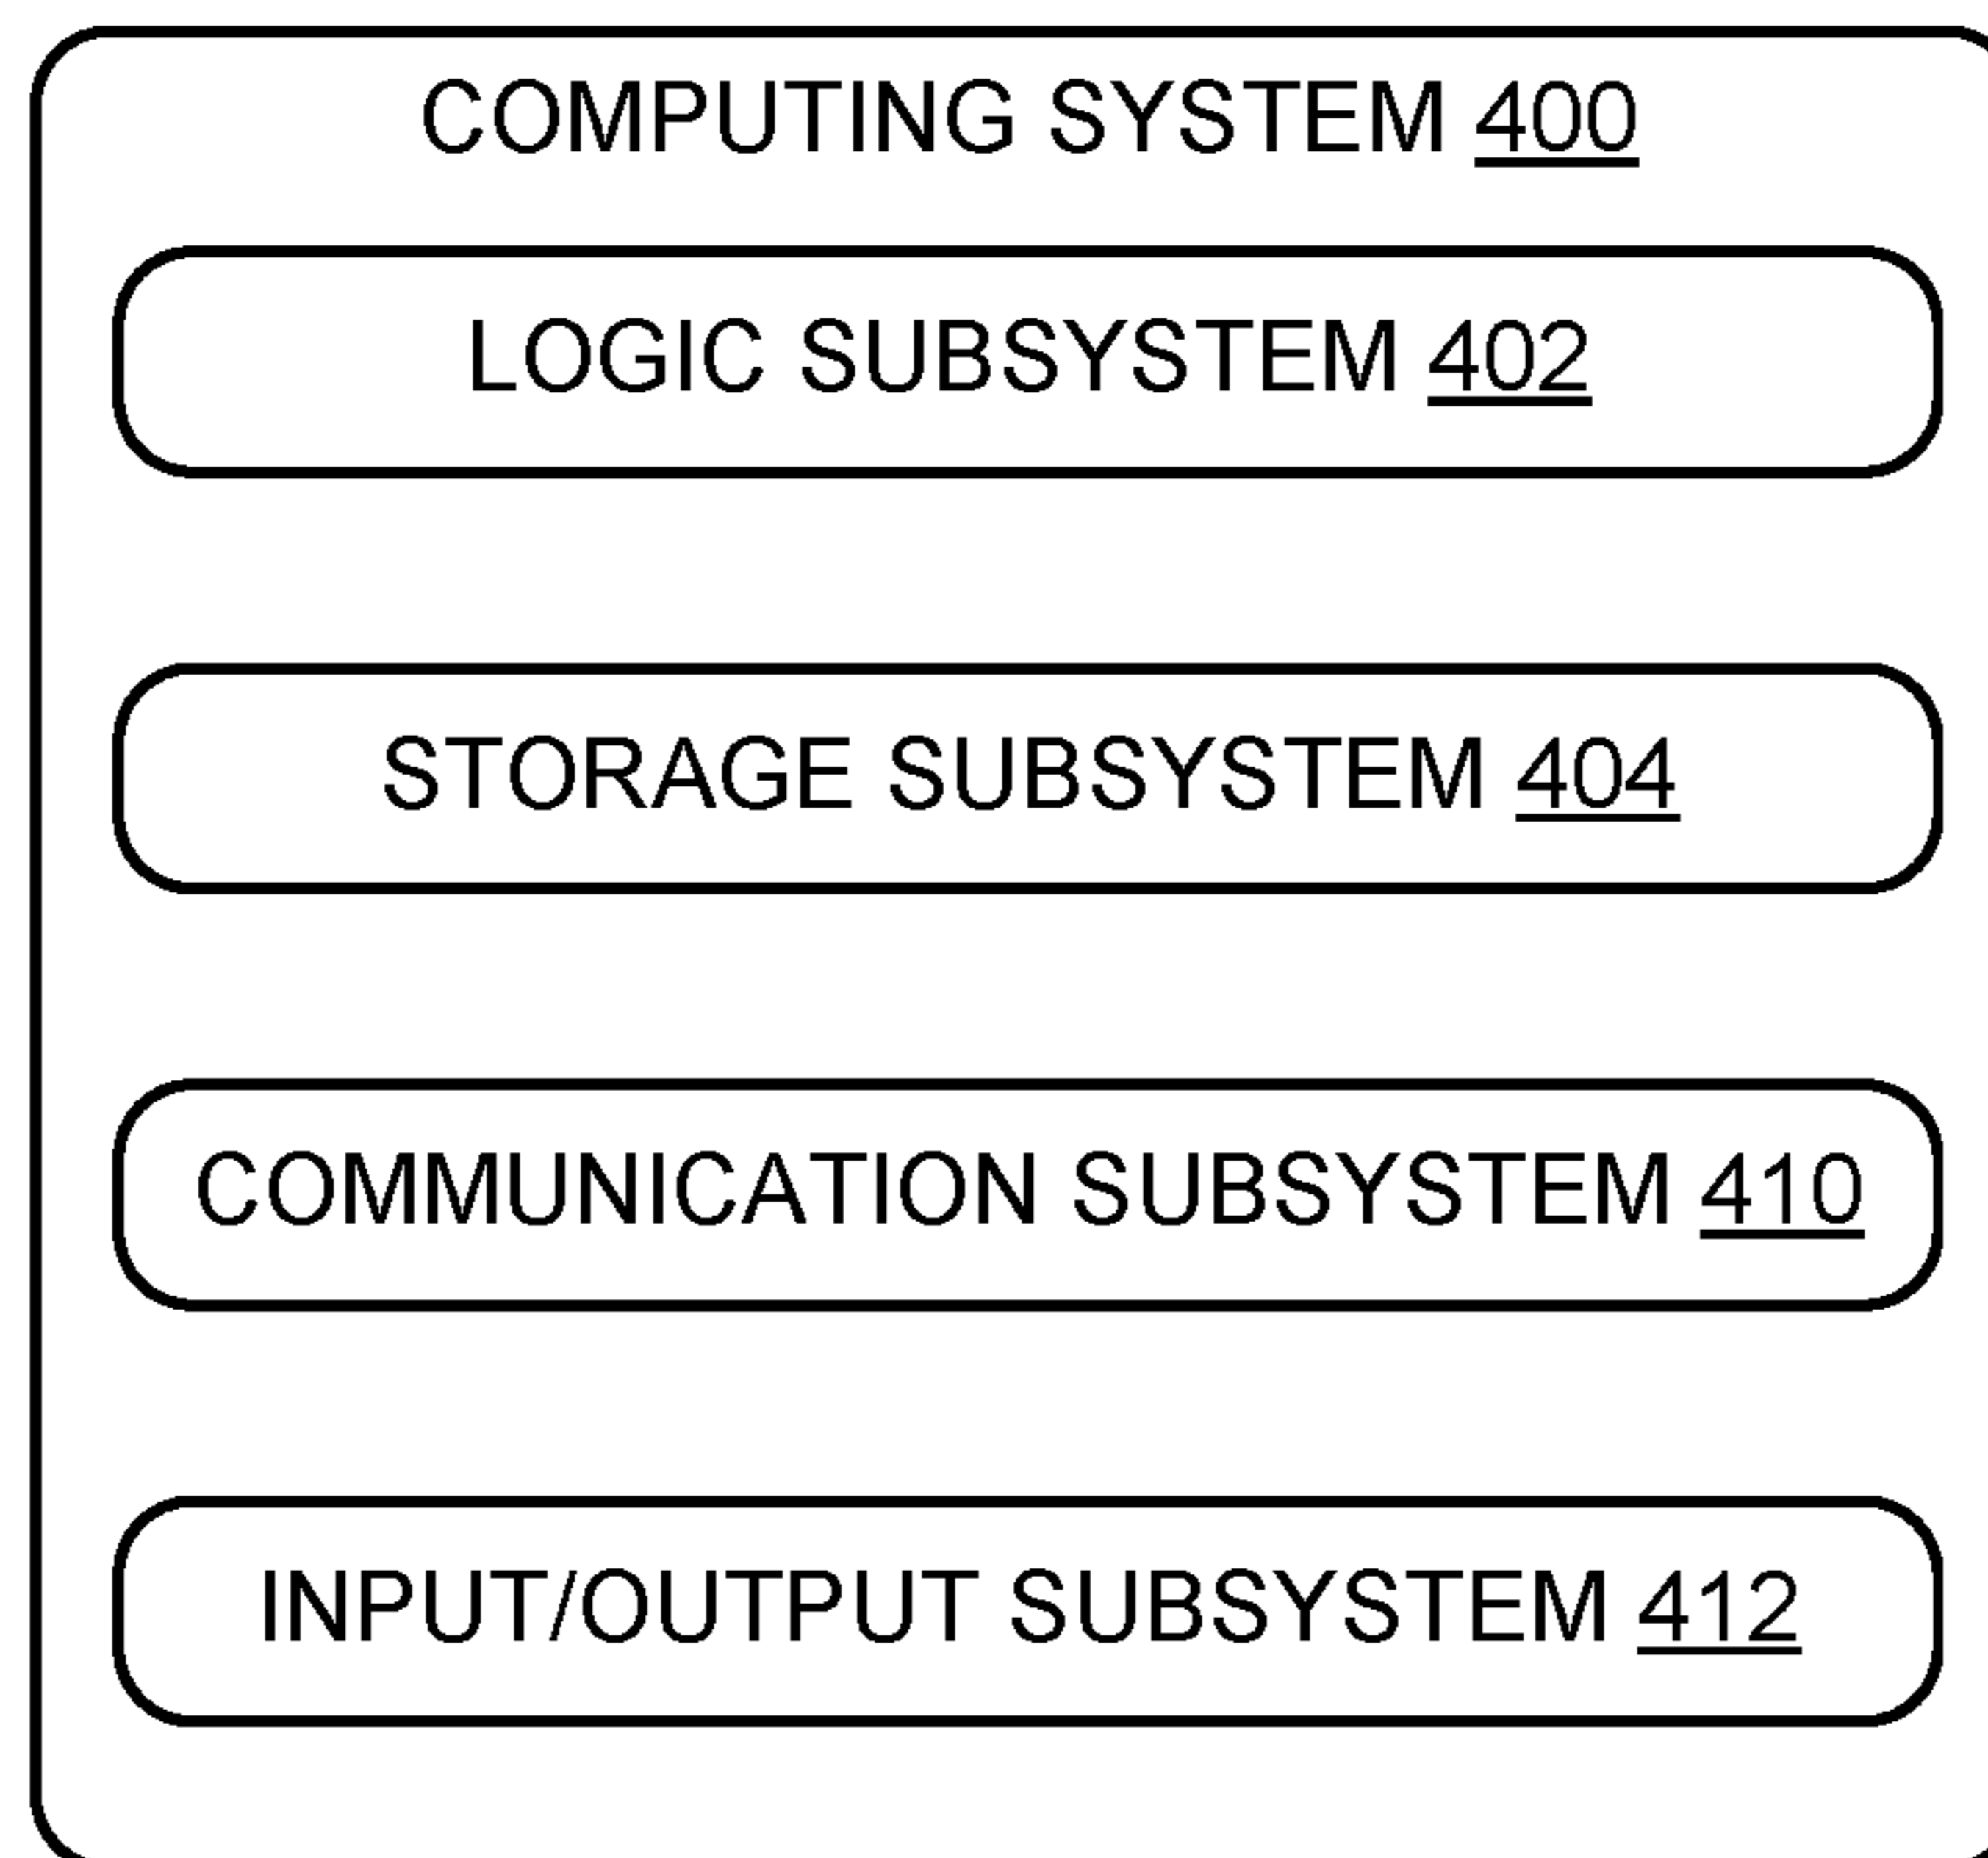 COMPUTING SYSTEM 400
LOGIC SUBSYSTEM 402
STORAGE SUBSYSTEM 404
COMMUNICATION SUBSYSTEM 410
INPUT/OUTPUT SUBSYSTEM 412